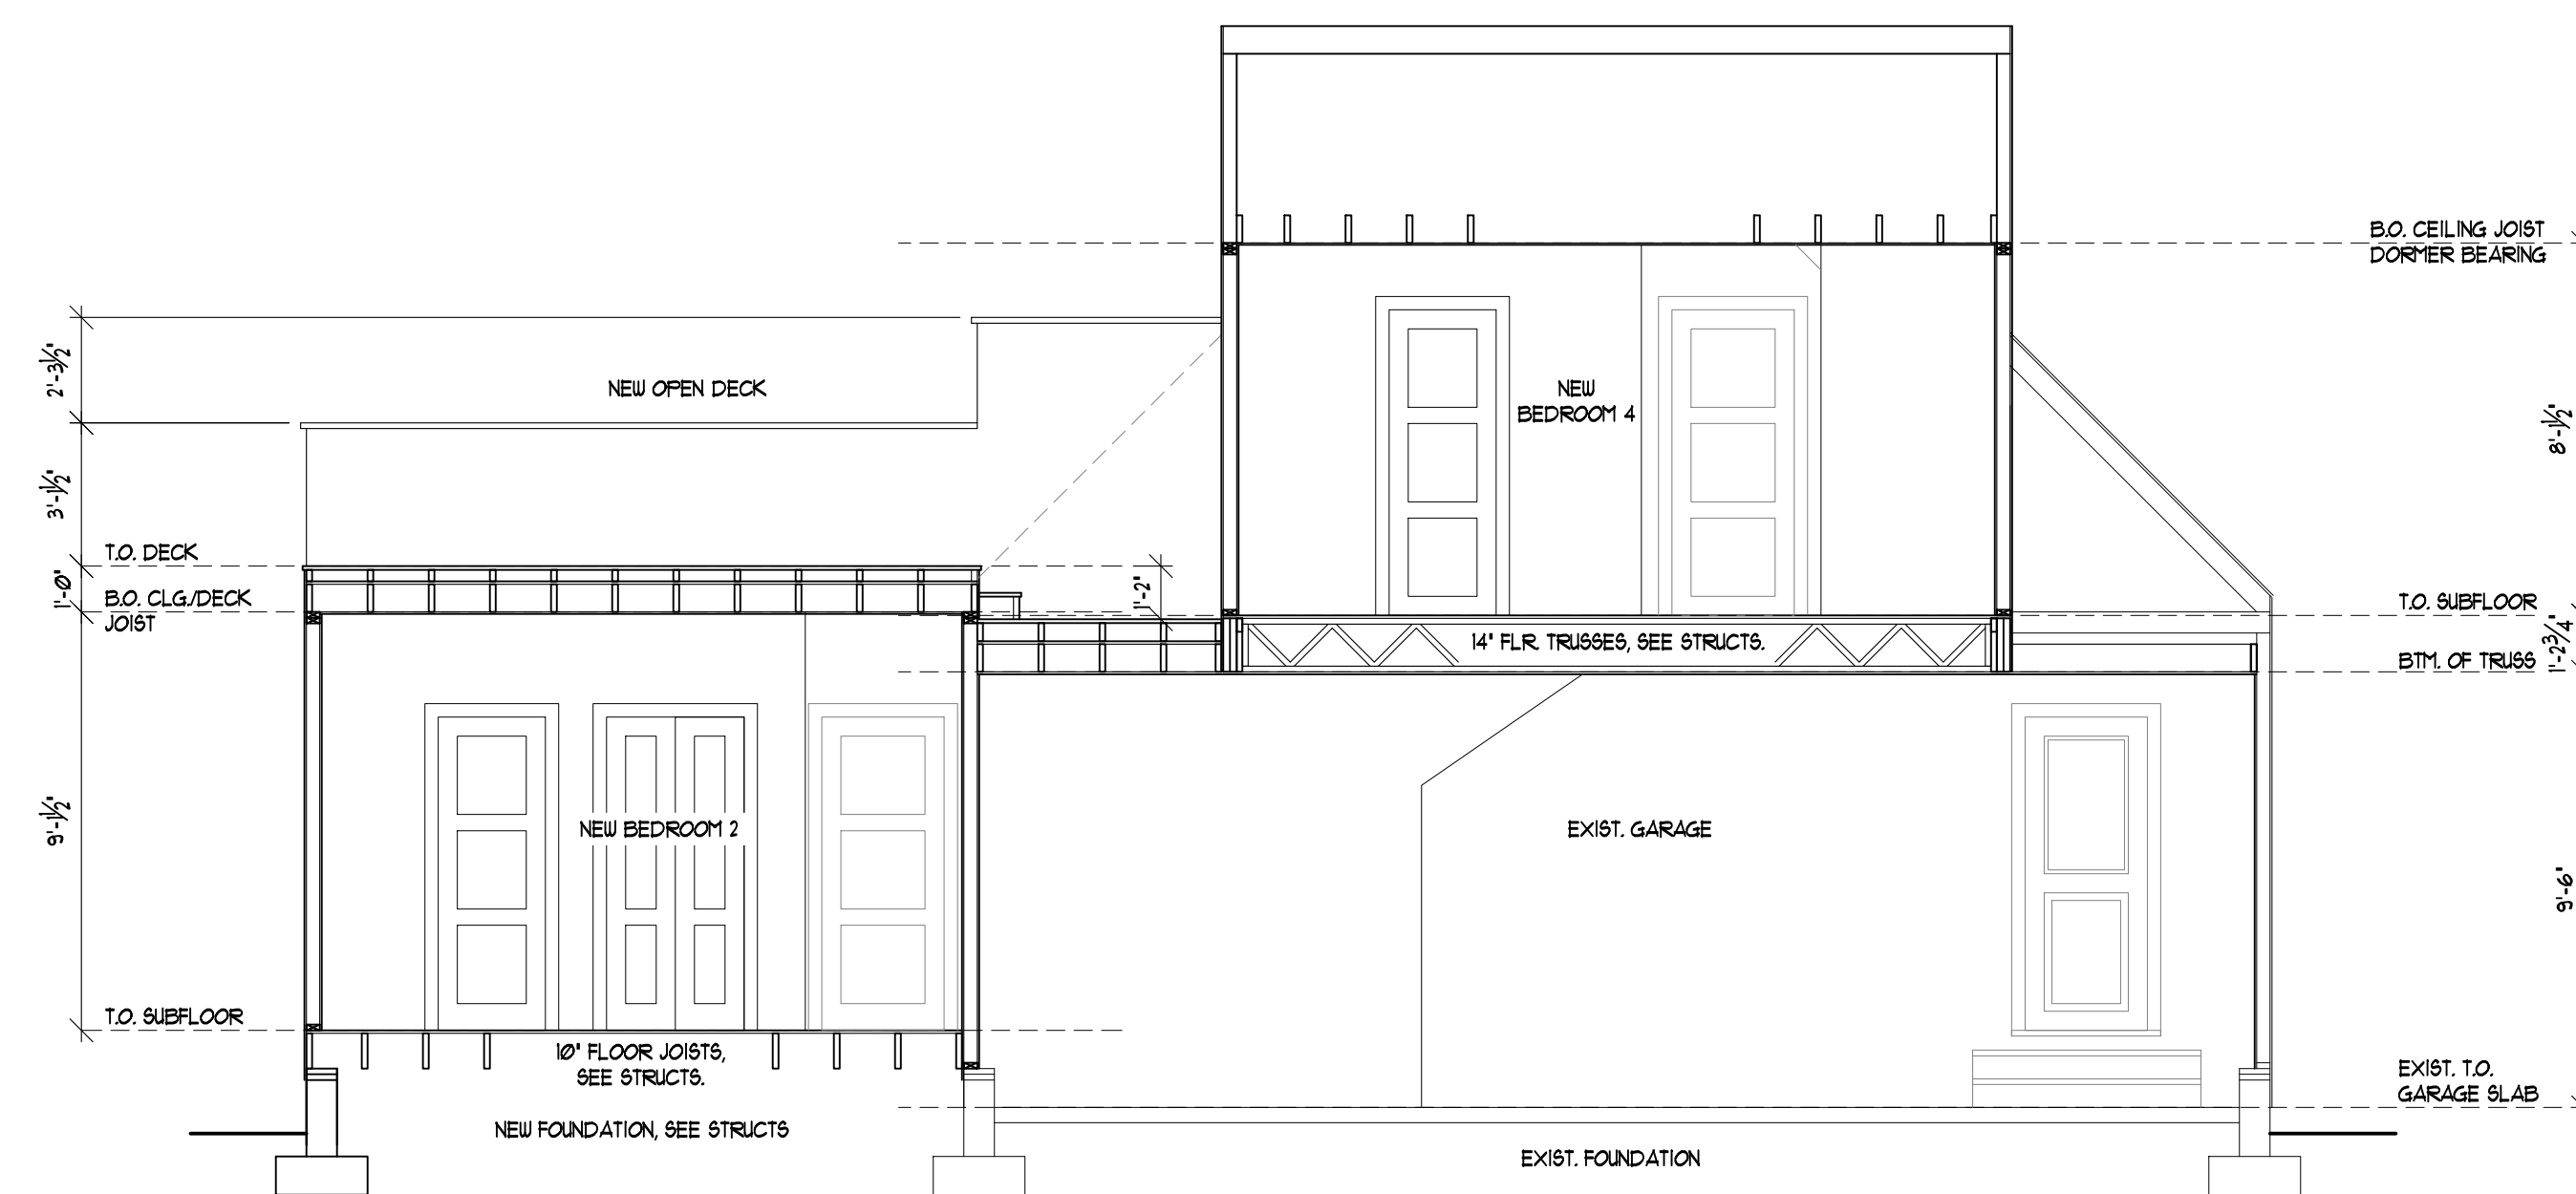 B.O. CEILING JOIST
DORMER BEARING
2'-3½"
NEW OPEN DECK
NEW
BEDROOM 4
8'-1½"
3'-1½"
T.O. DECK
1'-0"
B.O. CLG./DECK
JOIST
1'-2"
T.O. SUBFLOOR
14" FLR. TRUSSES, SEE STRUCTS.
1'-2¾"
BTM. OF TRUSS
9'-1½"
NEW BEDROOM 2
EXIST. GARAGE
9'-6"
T.O. SUBFLOOR
10" FLOOR JOISTS,
SEE STRUCTS.
EXIST. T.O.
GARAGE SLAB
NEW FOUNDATION, SEE STRUCTS
EXIST. FOUNDATION